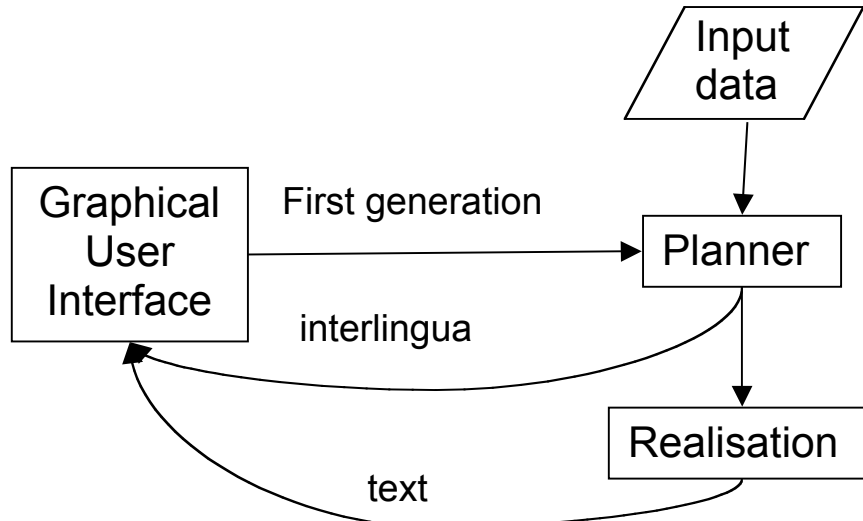 Input
data
First generation
Graphical
User
Interface
Planner
interlingua
Realisation
text